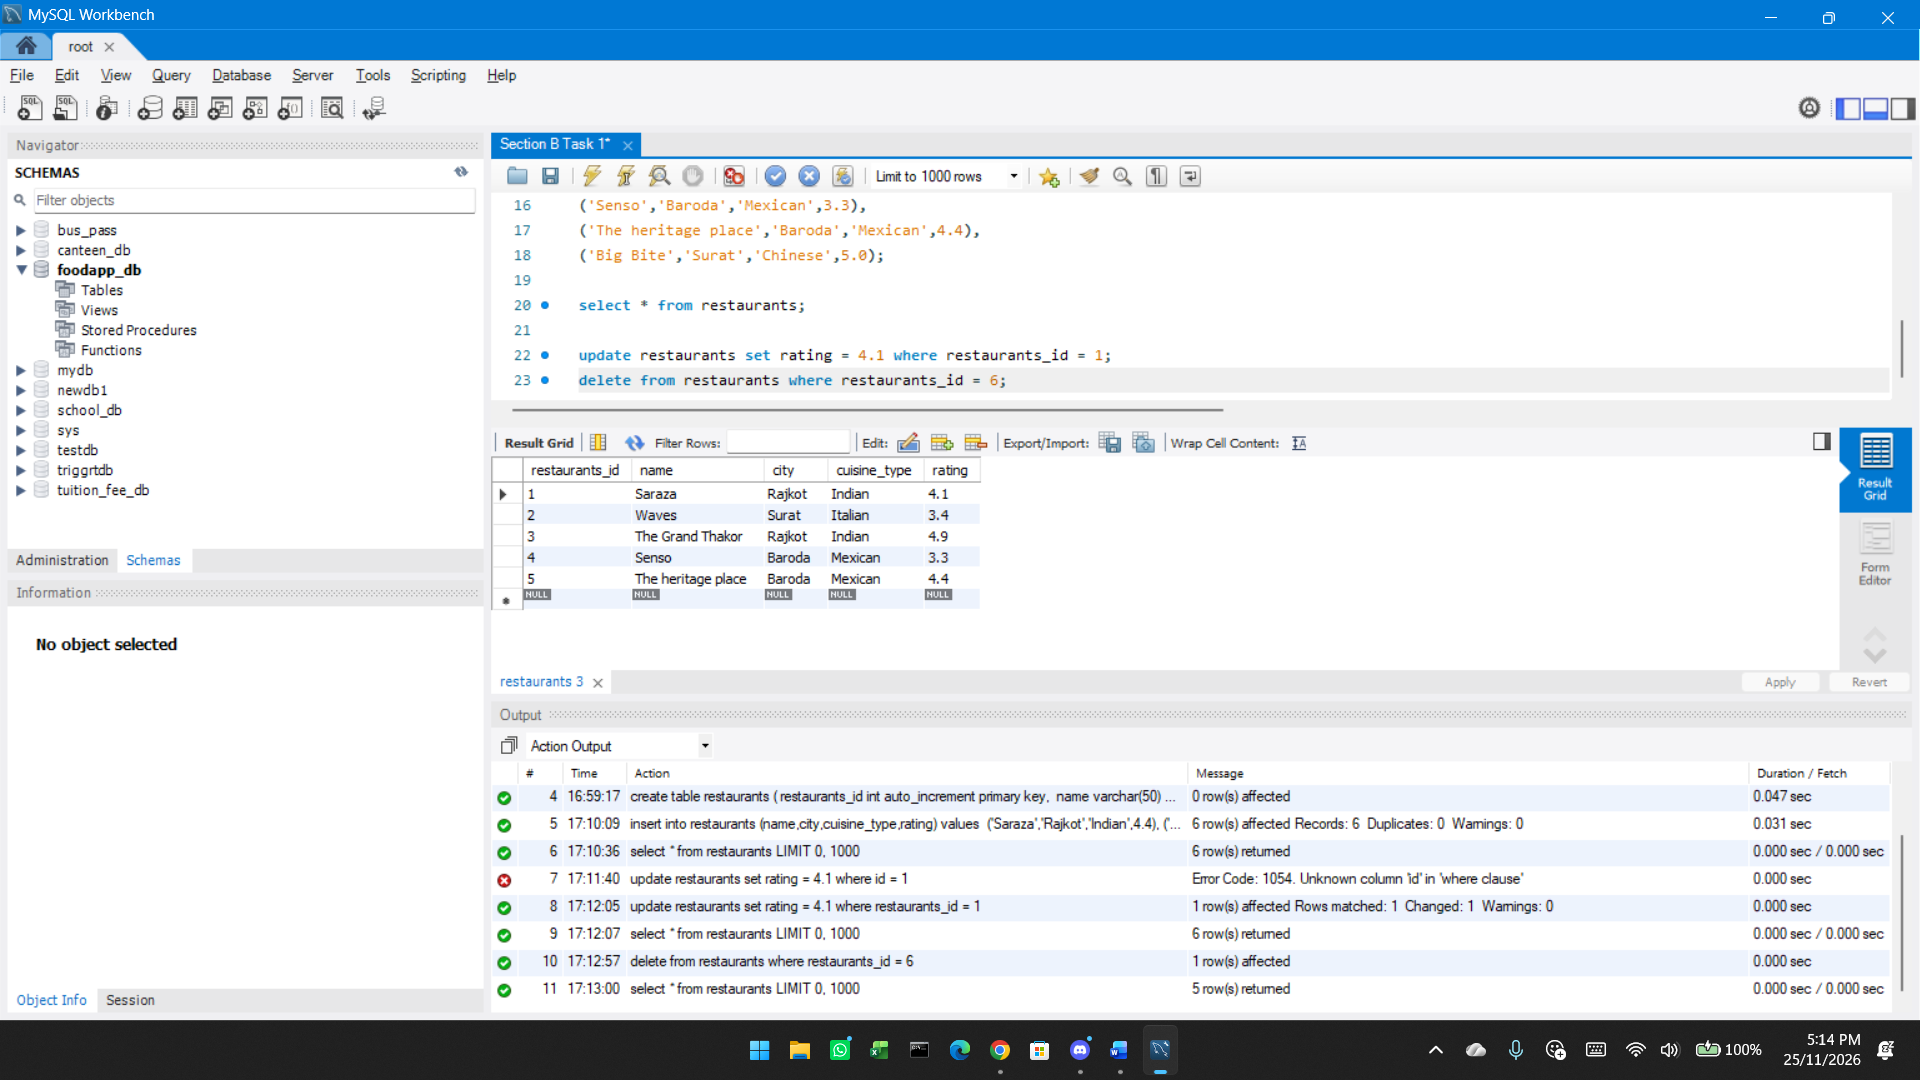 MySQL Workbench
root
File Edit View Query Database Server Tools Scripting Help
Navigator
SCHEMAS
Filter objects
bus_pass
canteen_db
foodapp_db
Tables
Views
Stored Procedures
Functions
mydb
newdb1
school_db
sys
testdb
triggrtdb
tuition_fee_db
Administration Schemas
Information
No object selected
Object Info Session
Section B Task 1*
Limit to 1000 rows
16 ('Senso','Baroda','Mexican',3.3),
17 ('The heritage place','Baroda','Mexican',4.4),
18 ('Big Bite','Surat','Chinese',5.0);
19
20 select * from restaurants;
21
22 update restaurants set rating = 4.1 where restaurants_id = 1;
23 delete from restaurants where restaurants_id = 6;
Result Grid Filter Rows: Edit: Export/Import: Wrap Cell Content:
restaurants_id name city cuisine_type rating
1 Saraza Rajkot Indian 4.1
2 Waves Surat Italian 3.4
3 The Grand Thakor Rajkot Indian 4.9
4 Senso Baroda Mexican 3.3
5 The heritage place Baroda Mexican 4.4
NULL NULL NULL NULL NULL
Result
Grid
Form
Editor
restaurants 3
Apply Revert
Output
Action Output
# Time Action Message Duration / Fetch
4 16:59:17 create table restaurants ( restaurants_id int auto_increment primary key, name varchar(50) ... 0 row(s) affected 0.047 sec
5 17:10:09 insert into restaurants (name,city,cuisine_type,rating) values ('Saraza','Rajkot','Indian',4.4), ('... 6 row(s) affected Records: 6 Duplicates: 0 Warnings: 0 0.031 sec
6 17:10:36 select * from restaurants LIMIT 0, 1000 6 row(s) returned 0.000 sec / 0.000 sec
7 17:11:40 update restaurants set rating = 4.1 where id = 1 Error Code: 1054. Unknown column 'id' in 'where clause' 0.000 sec
8 17:12:05 update restaurants set rating = 4.1 where restaurants_id = 1 1 row(s) affected Rows matched: 1 Changed: 1 Warnings: 0 0.000 sec
9 17:12:07 select * from restaurants LIMIT 0, 1000 6 row(s) returned 0.000 sec / 0.000 sec
10 17:12:57 delete from restaurants where restaurants_id = 6 1 row(s) affected 0.000 sec
11 17:13:00 select * from restaurants LIMIT 0, 1000 5 row(s) returned 0.000 sec / 0.000 sec
100%
5:14 PM
25/11/2026